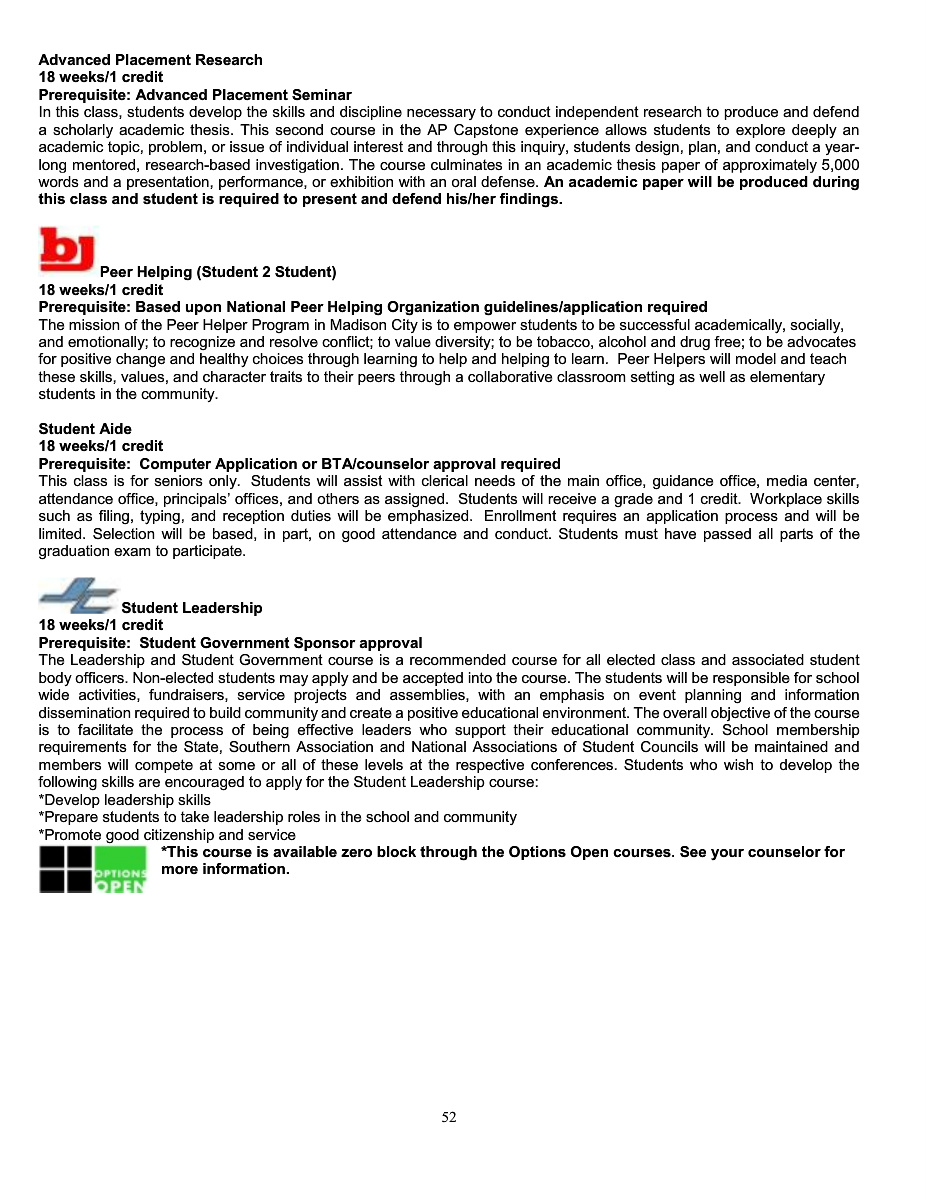 Advanced Placement Research
18 weeks/1 credit
Prerequisite: Advanced Placement Seminar
In this class, students develop the skills and discipline necessary to conduct independent research to produce and defend
a scholarly academic thesis. This second course in the AP Capstone experience allows students to explore deeply an
academic topic, problem, or issue of individual interest and through this inquiry, students design, plan, and conduct a year-
long mentored, research-based investigation. The course culminates in an academic thesis paper of approximately 5,000
words and a presentation, performance, or exhibition with an oral defense. An academic paper will be produced during
this class and student is required to present and defend his/her findings.
bj
Peer Helping (Student 2 Student)
18 weeks/1 credit
Prerequisite: Based upon National Peer Helping Organization guidelines/application required
The mission of the Peer Helper Program in Madison City is to empower students to be successful academically, socially,
and emotionally; to recognize and resolve conflict; to value diversity; to be tobacco, alcohol and drug free; to be advocates
for positive change and healthy choices through learning to help and helping to learn.  Peer Helpers will model and teach
these skills, values, and character traits to their peers through a collaborative classroom setting as well as elementary
students in the community.
Student Aide
18 weeks/1 credit
Prerequisite:  Computer Application or BTA/counselor approval required
This class is for seniors only.  Students will assist with clerical needs of the main office, guidance office, media center,
attendance office, principals’ offices, and others as assigned.  Students will receive a grade and 1 credit.  Workplace skills
such as filing, typing, and reception duties will be emphasized.  Enrollment requires an application process and will be
limited. Selection will be based, in part, on good attendance and conduct. Students must have passed all parts of the
graduation exam to participate.
JC
Student Leadership
18 weeks/1 credit
Prerequisite:  Student Government Sponsor approval
The Leadership and Student Government course is a recommended course for all elected class and associated student
body officers. Non-elected students may apply and be accepted into the course. The students will be responsible for school
wide activities, fundraisers, service projects and assemblies, with an emphasis on event planning and information
dissemination required to build community and create a positive educational environment. The overall objective of the course
is to facilitate the process of being effective leaders who support their educational community. School membership
requirements for the State, Southern Association and National Associations of Student Councils will be maintained and
members will compete at some or all of these levels at the respective conferences. Students who wish to develop the
following skills are encouraged to apply for the Student Leadership course:
*Develop leadership skills
*Prepare students to take leadership roles in the school and community
*Promote good citizenship and service
*This course is available zero block through the Options Open courses. See your counselor for
more information.
OPTIONS
OPEN
52